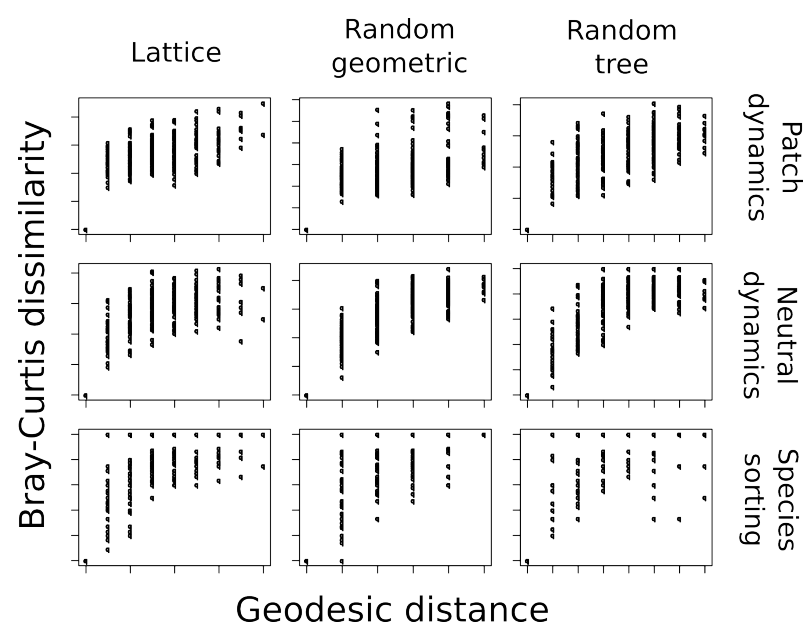 Lattice
Random
geometric
Random
tree
Patch
dynamics
Neutral
dynamics
Species
sorting
Bray-Curtis dissimilarity
Geodesic distance